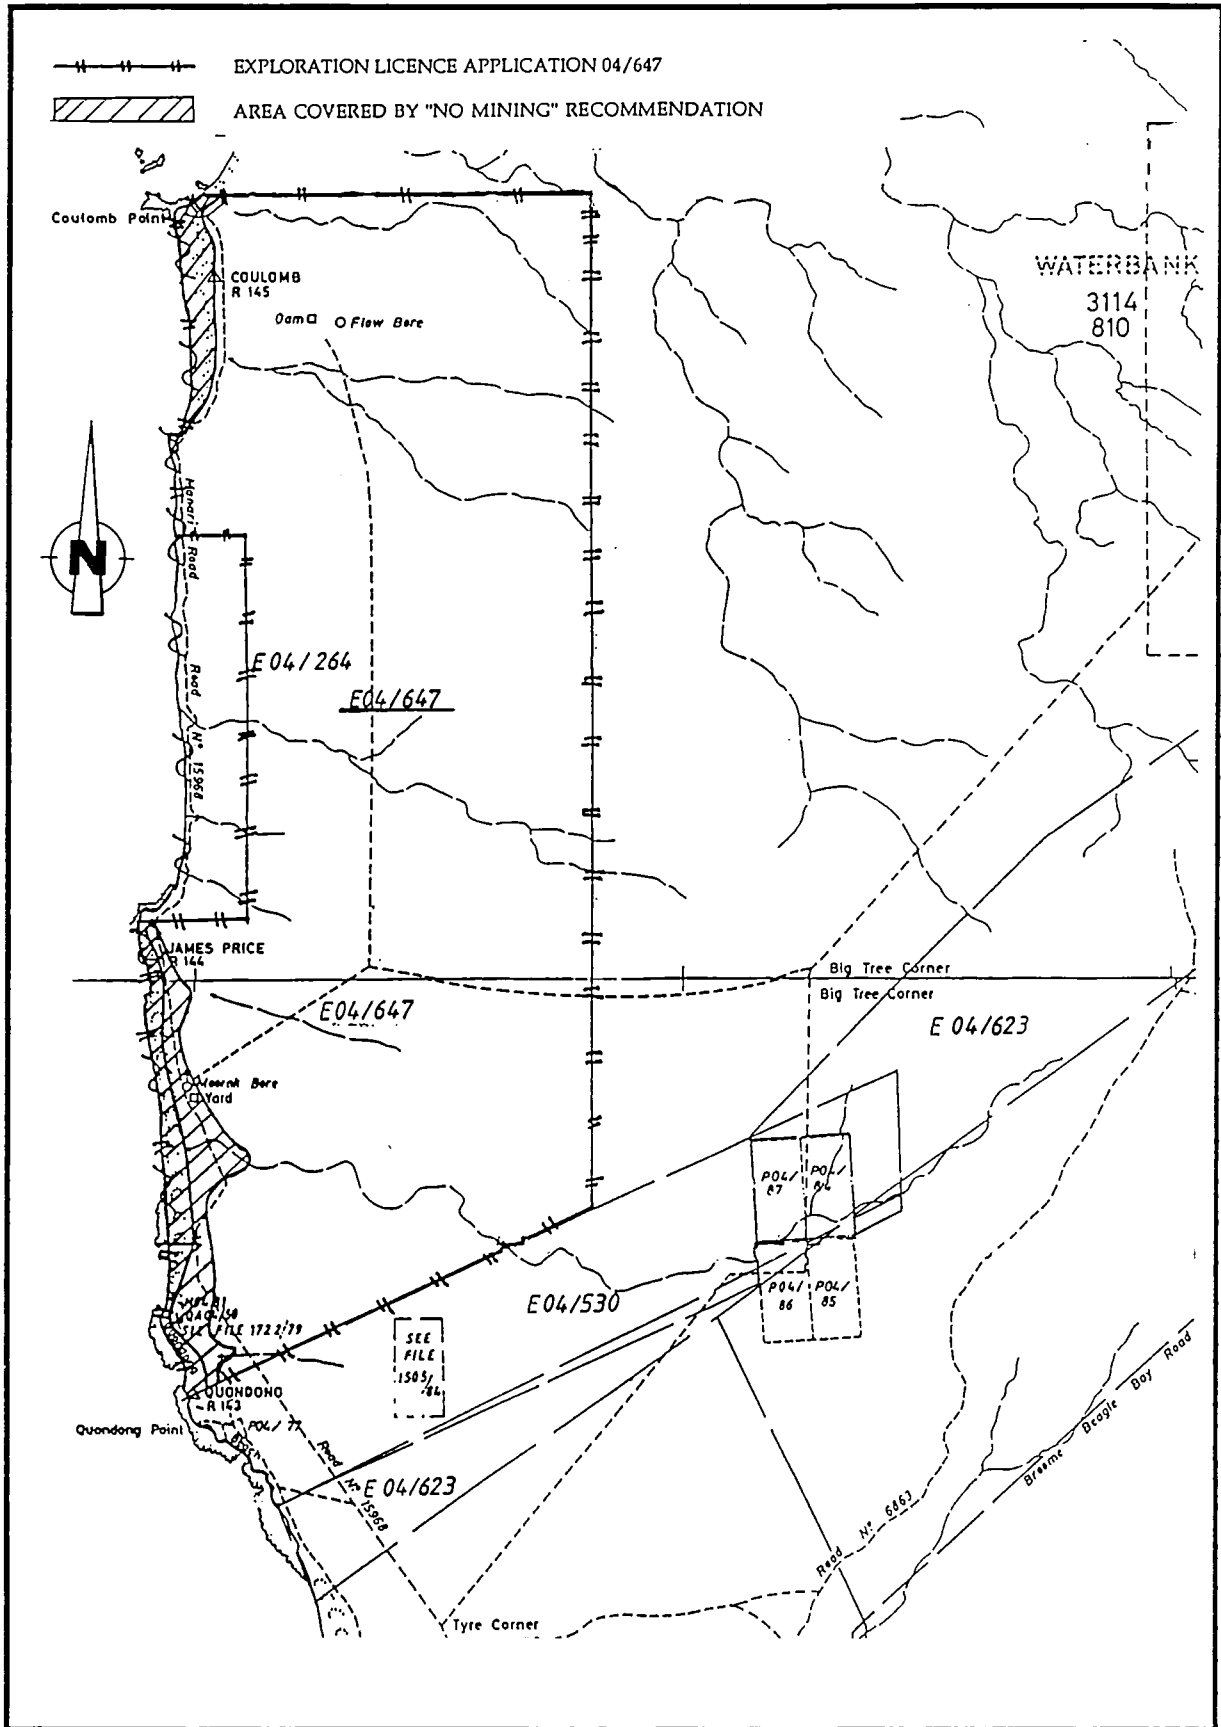 EXPLORATION LICENCE APPLICATION 04/647
AREA COVERED BY "NO MINING" RECOMMENDATION
Coulomb Point
COULOMB
R 145
Dam
Flow Bore
WATERBANK
3114
810
N
Manari Road
Road Nº 15968
E 04/264
E04/647
JAMES PRICE
R 144
Big Tree Corner
Big Tree Corner
E04/647
E 04/623
Bore
Yard
P04/
87
P04/
84
P04/
86
P04/
85
E04/530
FILE 1722/79
SEE
FILE
1505/
84
QUONDONG
R 143
Quondong Point
P04/77
Road Nº 15968
E 04/623
Road Nº 6863
Broome Beagle Bay Road
Tyre Corner